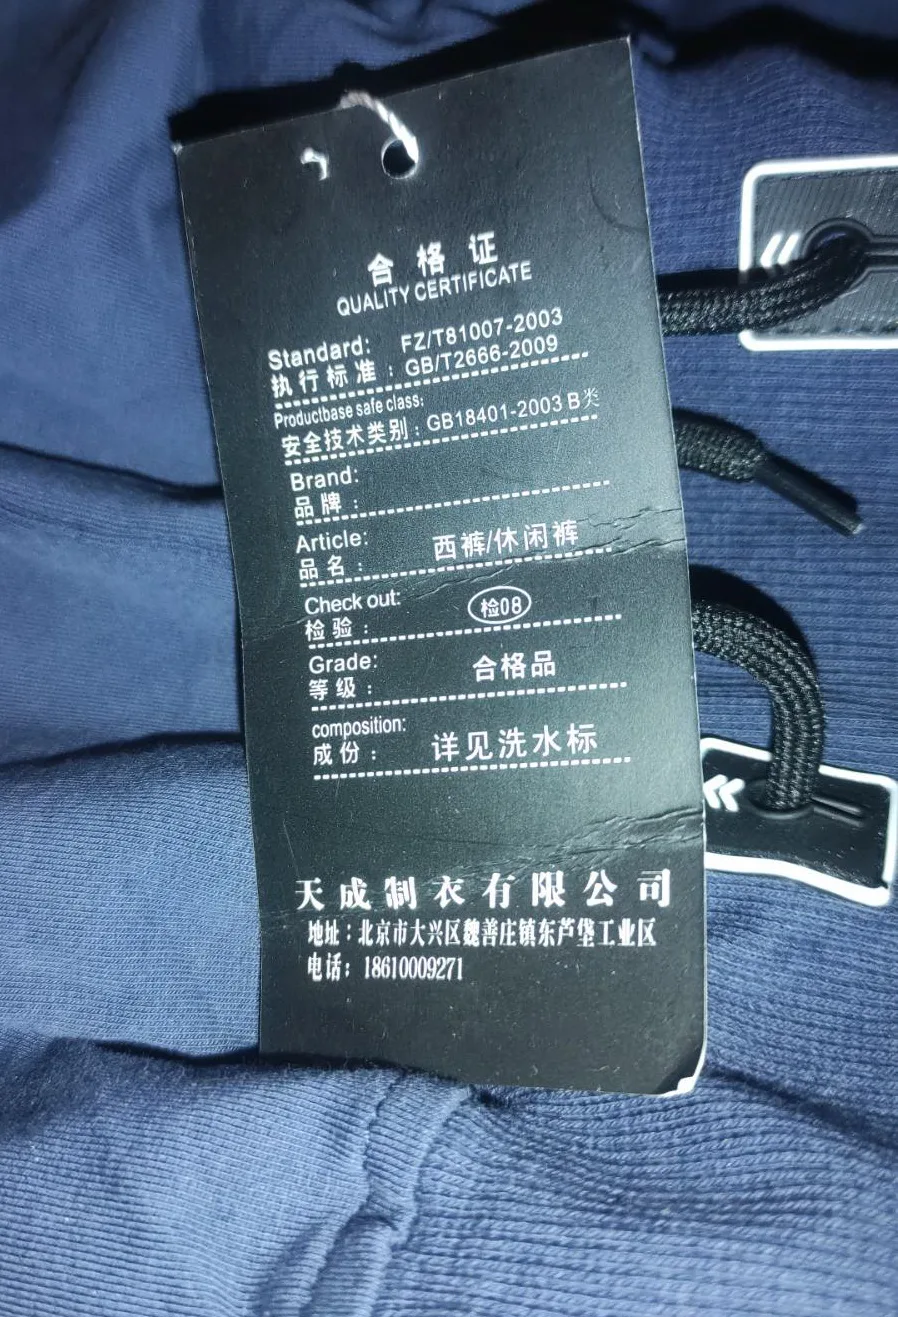 合格证
QUALITY CERTIFICATE
Standard: FZ/T81007-2003
执行标准：GB/T2666-2009
Productbase safe class:
安全技术类别：GB18401-2003 B类
Brand:
品牌：
Article:
品名： 西裤/休闲裤
Check out:
检验： 检08
Grade:
等级： 合格品
composition:
成份： 详见洗水标
天成制衣有限公司
地址：北京市大兴区魏善庄镇东芦垡工业区
电话：18610009271